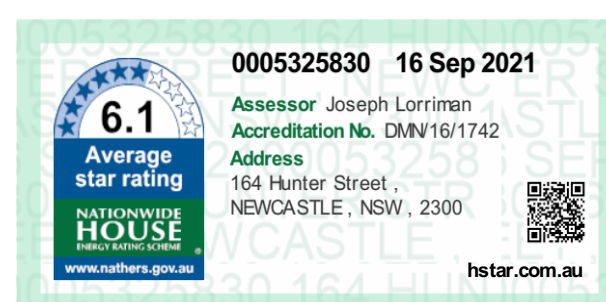 0005325830 16 Sep 2021
6.1
Average
star rating
NATIONWIDE
HOUSE
ENERGY RATING SCHEME
www.nathers.gov.au
Assessor Joseph Lorriman
Accreditation No. DMN/16/1742
Address
164 Hunter Street ,
NEWCASTLE , NSW , 2300
hstar.com.au